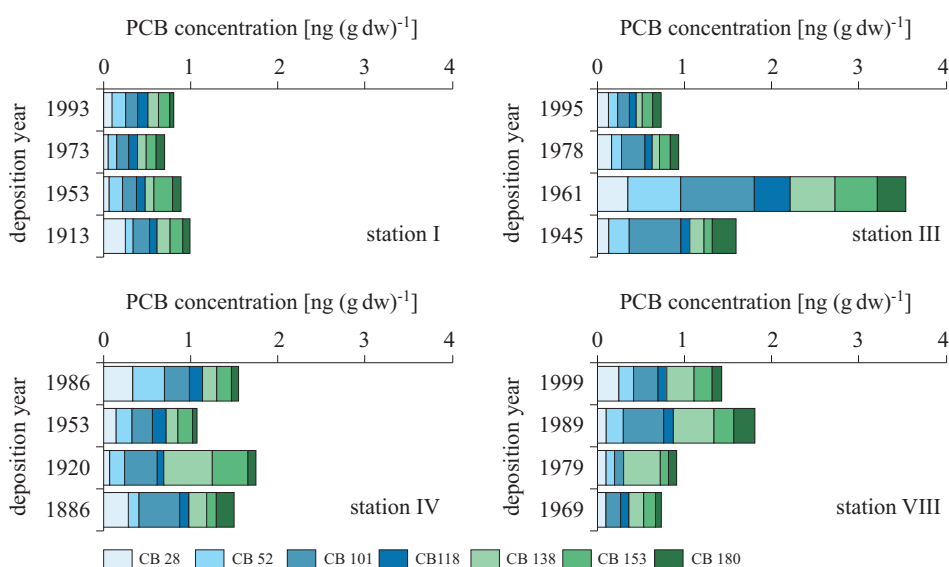 PCB concentration [ng (g dw)-1]
0 1 2 3 4
deposition year
1993
1973
1953
1913
station I
PCB concentration [ng (g dw)-1]
0 1 2 3 4
deposition year
1995
1978
1961
1945
station III
PCB concentration [ng (g dw)-1]
0 1 2 3 4
deposition year
1986
1953
1920
1886
station IV
PCB concentration [ng (g dw)-1]
0 1 2 3 4
deposition year
1999
1989
1979
1969
station VIII
CB 28 CB 52 CB 101 CB118 CB 138 CB 153 CB 180